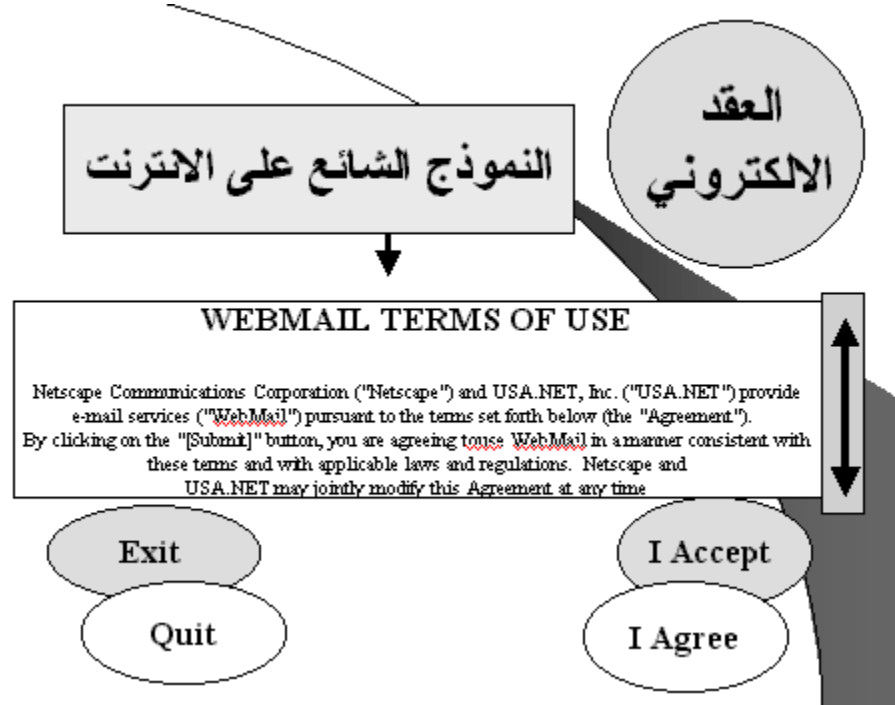 العقد
الالكتروني
النموذج الشائع على الانترنت
WEBMAIL TERMS OF USE
Netscape Communications Corporation ("Netscape") and USA.NET, Inc. ("USA.NET") provide
e-mail services ("WebMail") pursuant to the terms set forth below (the "Agreement").
By clicking on the "[Submit]" button, you are agreeing touse WebMail in a manner consistent with
these terms and with applicable laws and regulations. Netscape and
USA.NET may jointly modify this Agreement at any time
Exit
I Accept
Quit
I Agree